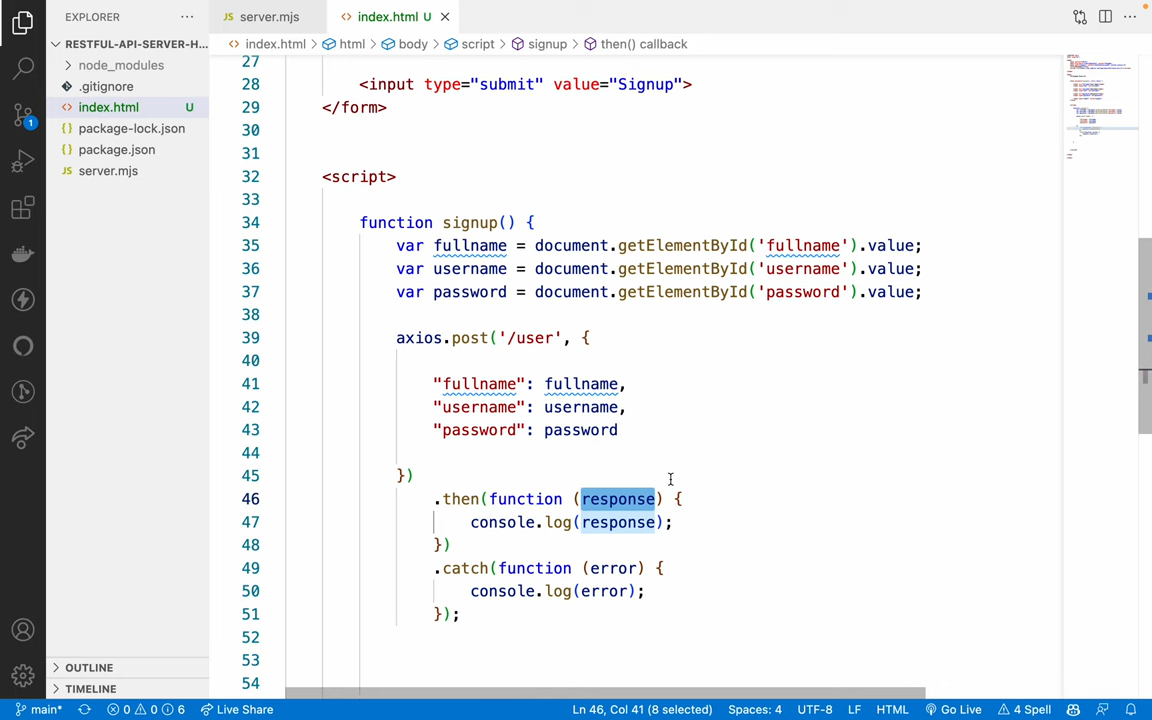 EXPLORER
RESTFUL-API-SERVER-H...
node_modules
.gitignore
index.html U
package-lock.json
package.json
JS server.mjs
OUTLINE
TIMELINE
JS server.mjs
index.html U
index.html > html > body > script > signup > then() callback
27
28 <input type="submit" value="Signup">
29 </form>
30
31
32 <script>
33
34 function signup() {
35 var fullname = document.getElementById('fullname').value;
36 var username = document.getElementById('username').value;
37 var password = document.getElementById('password').value;
38
39 axios.post('/user', {
40
41 "fullname": fullname,
42 "username": username,
43 "password": password
44
45 })
46 .then(function (response) {
47 console.log(response);
48 })
49 .catch(function (error) {
50 console.log(error);
51 });
52
53
54
1
main* 0 0 6 Live Share Ln 46, Col 41 (8 selected) Spaces: 4 UTF-8 LF HTML Go Live 4 Spell